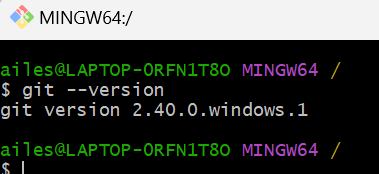 MINGW64:/
ailes@LAPTOP-ORFN1T8O MINGW64 /
$ git --version
git version 2.40.0.windows.1
ailes@LAPTOP-ORFN1T8O MINGW64 /
$